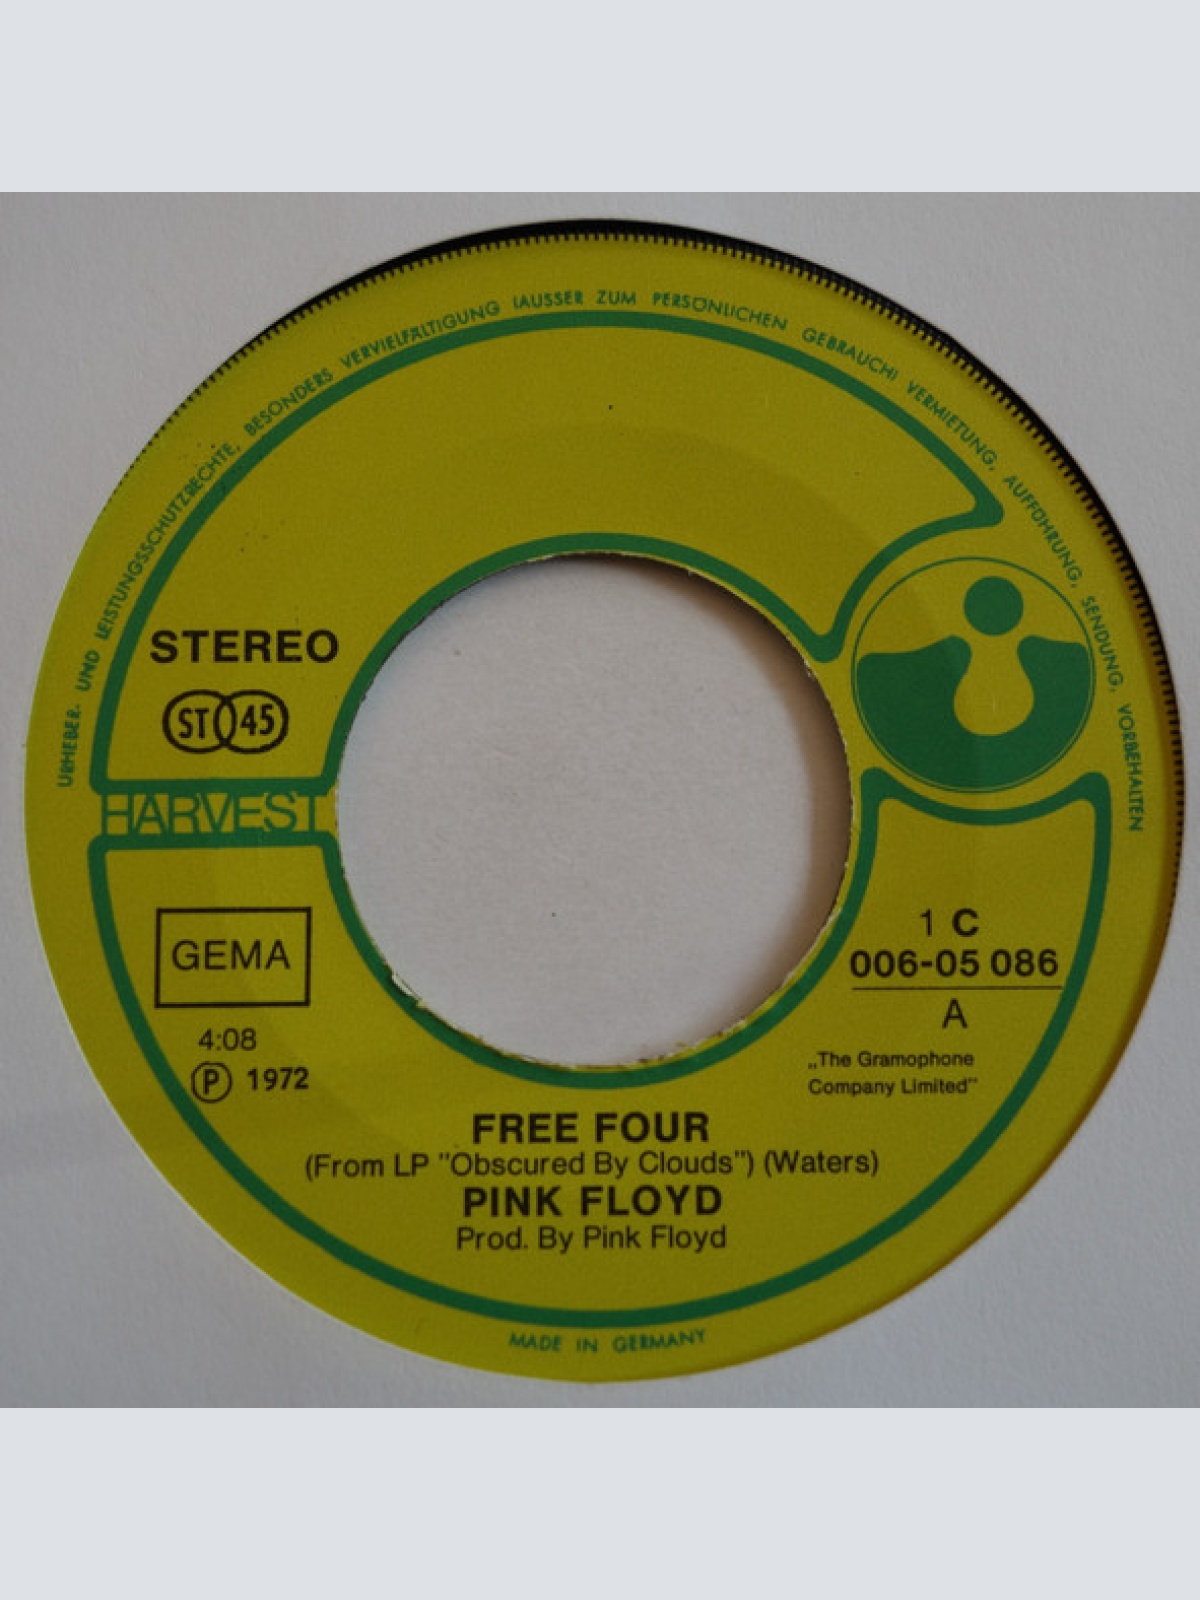 URHEBER- UND LEISTUNGSSCHUTZRECHTE, BESONDERS VERVIELFÄLTIGUNG (AUSSER ZUM PERSÖNLICHEN GEBRAUCH) VERMIETUNG, AUFFÜHRUNG, SENDUNG, VORBEHALTEN
STEREO
ST 45
HARVEST
GEMA
4:08
Ⓟ 1972
1 C
006-05 086
A
„The Gramophone
Company Limited"
FREE FOUR
(From LP "Obscured By Clouds") (Waters)
PINK FLOYD
Prod. By Pink Floyd
MADE IN GERMANY